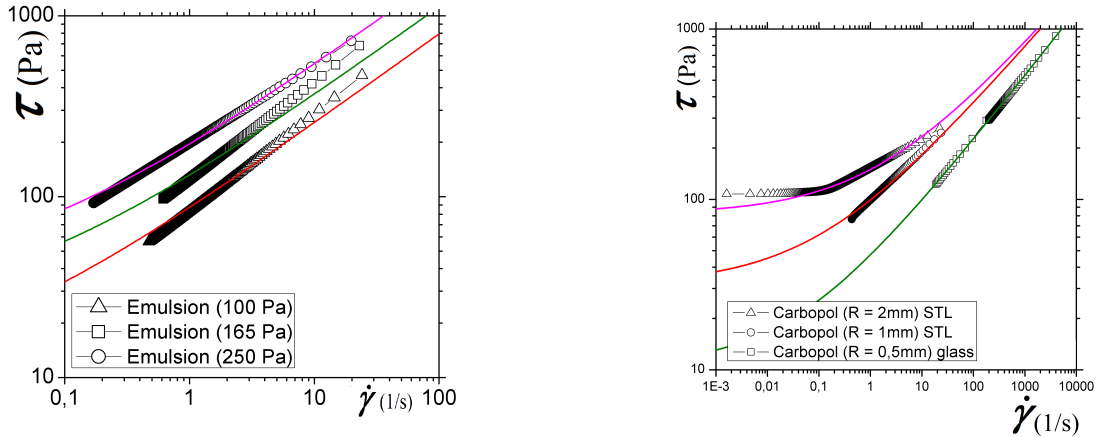 1000
τ (Pa)
100
10
Emulsion (100 Pa)
Emulsion (165 Pa)
Emulsion (250 Pa)
0,1 1 10 100
γ̇ (1/s)
1000
τ (Pa)
100
10
Carbopol (R = 2mm) STL
Carbopol (R = 1mm) STL
Carbopol (R = 0,5mm) glass
1E-3 0,01 0,1 1 10 100 1000 10000
γ̇ (1/s)